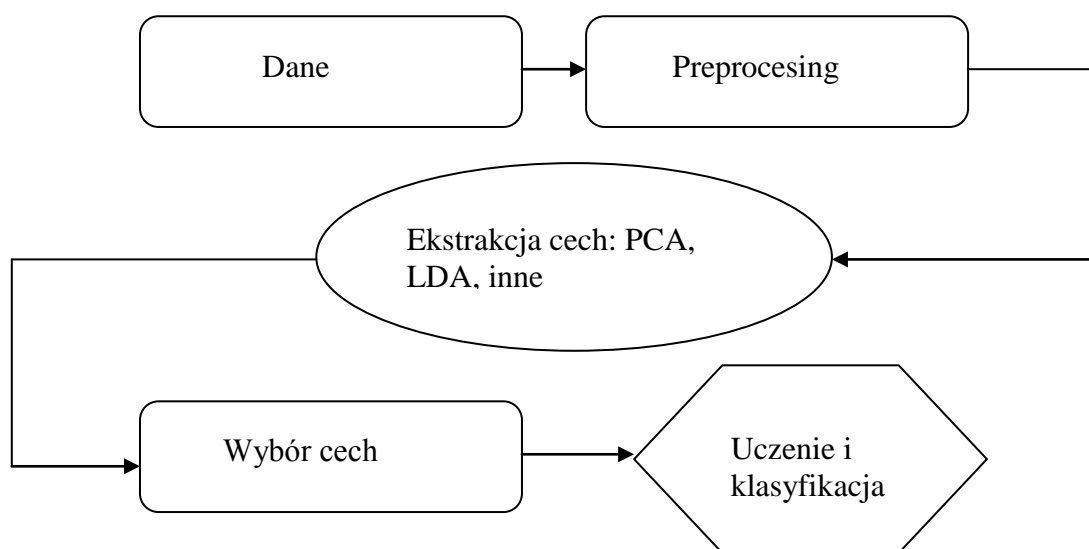 Dane
Preprocesing
Ekstrakcja cech: PCA,
LDA, inne
Wybór cech
Uczenie i
klasyfikacja